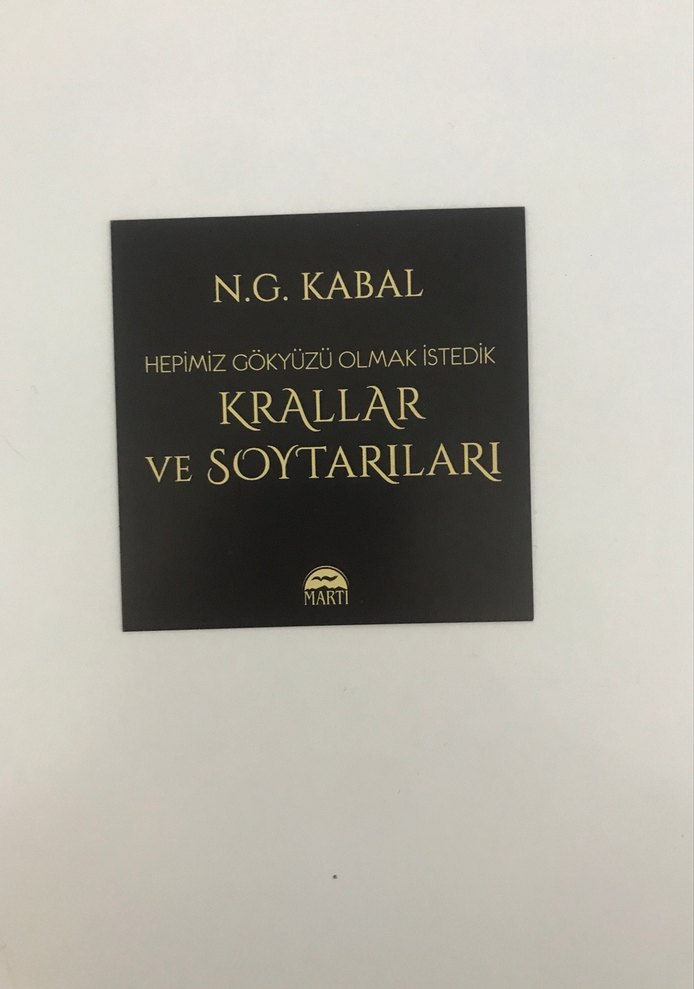 N.G. KABAL
HEPİMİZ GÖKYÜZÜ OLMAK İSTEDİK
KRALLAR
VE SOYTARILARI
MARTI